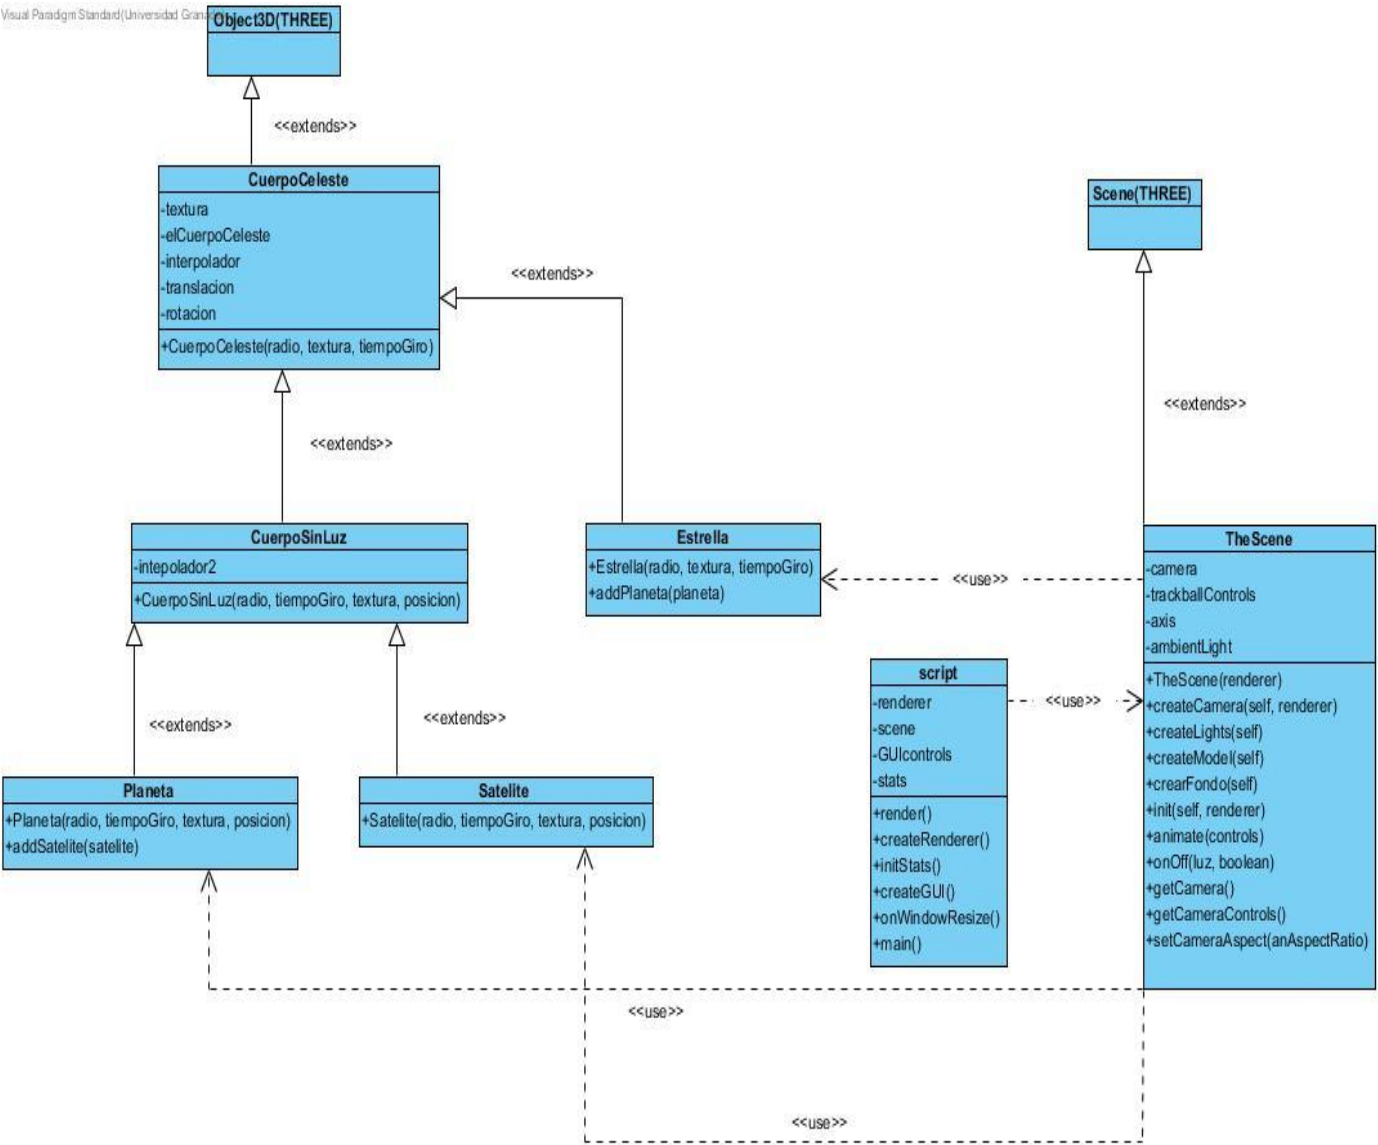 Visual Paradigm Standard(Universidad Grana
Object3D(THREE)
<<extends>>
CuerpoCeleste
-textura
-elCuerpoCeleste
-interpolador
-translacion
-rotacion
+CuerpoCeleste(radio, textura, tiempoGiro)
<<extends>>
Scene(THREE)
<<extends>>
<<extends>>
CuerpoSinLuz
-intepolador2
+CuerpoSinLuz(radio, tiempoGiro, textura, posicion)
Estrella
+Estrella(radio, textura, tiempoGiro)
+addPlaneta(planeta)
<<use>>
TheScene
-camera
-trackballControls
-axis
-ambientLight
+TheScene(renderer)
+createCamera(self, renderer)
+createLights(self)
+createModel(self)
+crearFondo(self)
+init(self, renderer)
+animate(controls)
+onOff(luz, boolean)
+getCamera()
+getCameraControls()
+setCameraAspect(anAspectRatio)
script
-renderer
-scene
-GUIcontrols
-stats
+render()
+createRenderer()
+initStats()
+createGUI()
+onWindowResize()
+main()
<<use>>
<<extends>>
<<extends>>
Planeta
+Planeta(radio, tiempoGiro, textura, posicion)
+addSatelite(satelite)
Satelite
+Satelite(radio, tiempoGiro, textura, posicion)
<<use>>
<<use>>